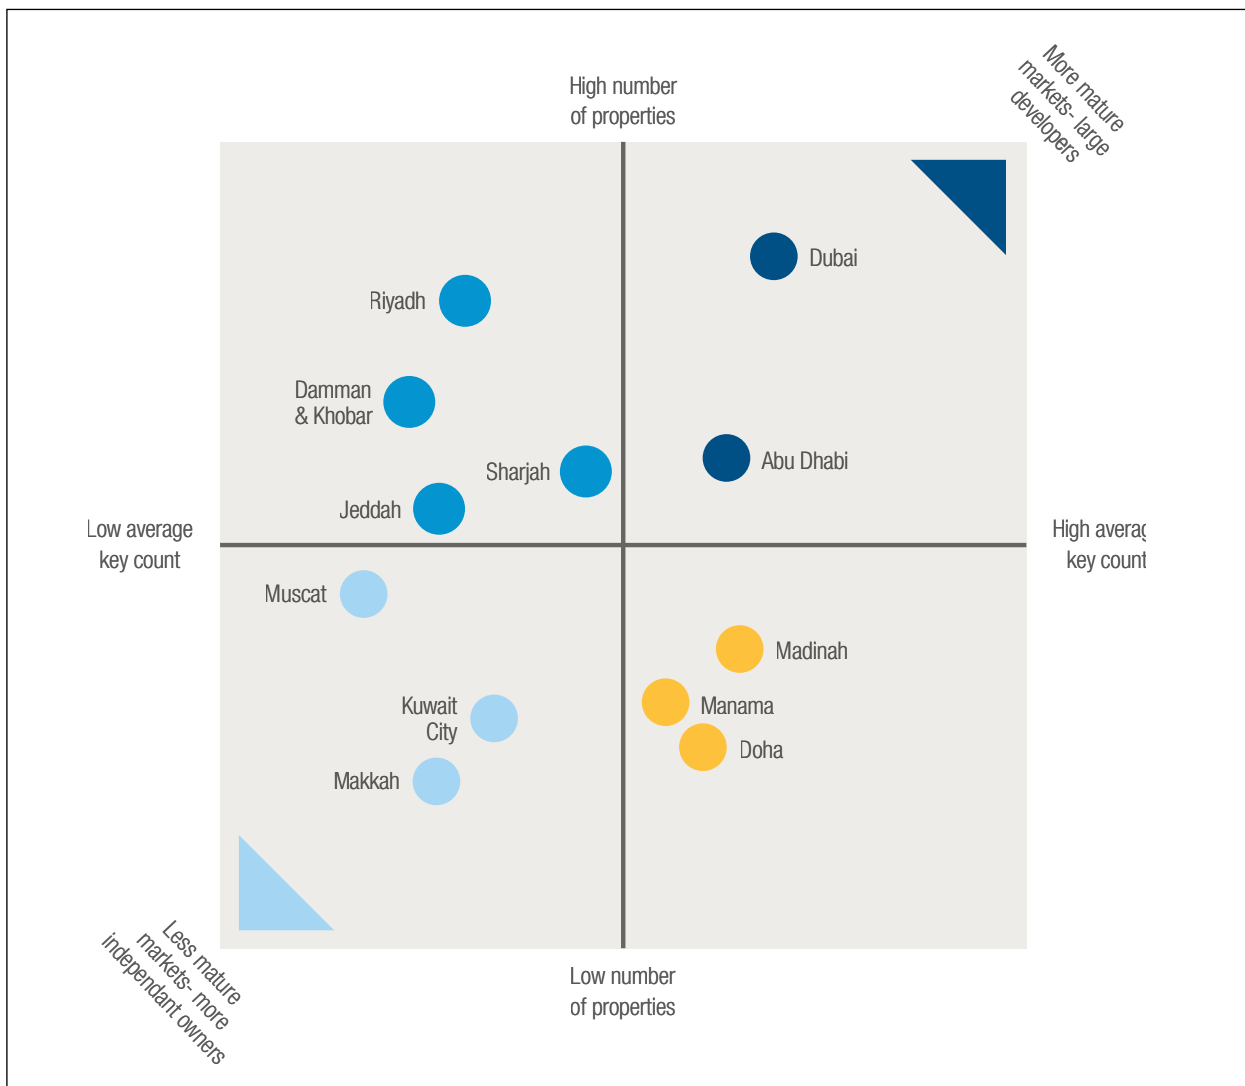 High number
of properties
More mature
markets- large
developers
Dubai
Riyadh
Damman
& Khobar
Sharjah
Abu Dhabi
Jeddah
Low average
key count
High averag
key count
Muscat
Madinah
Kuwait
City
Manama
Doha
Makkah
Less mature
markets- more
independant owners
Low number
of properties